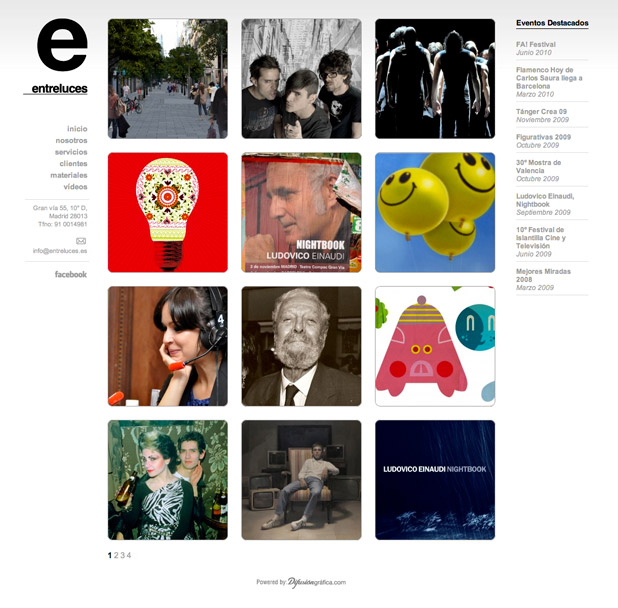 e
entreluces
inicio
nosotros
servicios
clientes
materiales
videos
Gran vía 55, 10° D,
Madrid 28013
Tfno: 91 0014981
info@entreluces.es
facebook
NIGHTBOOK
LUDOVICO EINAUDI
4
LUDOVICO EINAUDI NIGHTBOOK
1 2 3 4
Eventos Destacados
FA! Festival
Junio 2010
Flamenco Hoy de
Carlos Saura llega a
Barcelona
Marzo 2010
Tánger Crea 09
Noviembre 2009
Figurativas 2009
Octubre 2009
30º Mostra de
Valencia
Octubre 2009
Ludovico Einaudi,
Nightbook
Septiembre 2009
10º Festival de
Islantilla Cine y
Televisión
Junio 2009
Mejores Miradas
2008
Marzo 2009
Powered by: Difusióngráfica.com